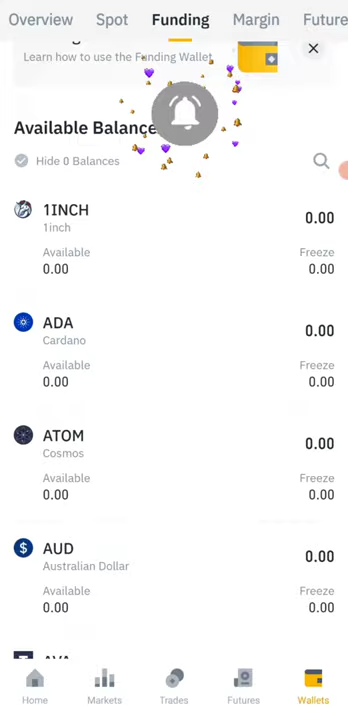 Overview Spot Funding Margin Future
Learn how to use the Funding Wallet
Available Balance
Hide 0 Balances
1INCH 0.00
1inch
Available Freeze
0.00 0.00
ADA 0.00
Cardano
Available Freeze
0.00 0.00
ATOM 0.00
Cosmos
Available Freeze
0.00 0.00
AUD 0.00
Australian Dollar
Available Freeze
0.00 0.00
Home Markets Trades Futures Wallets